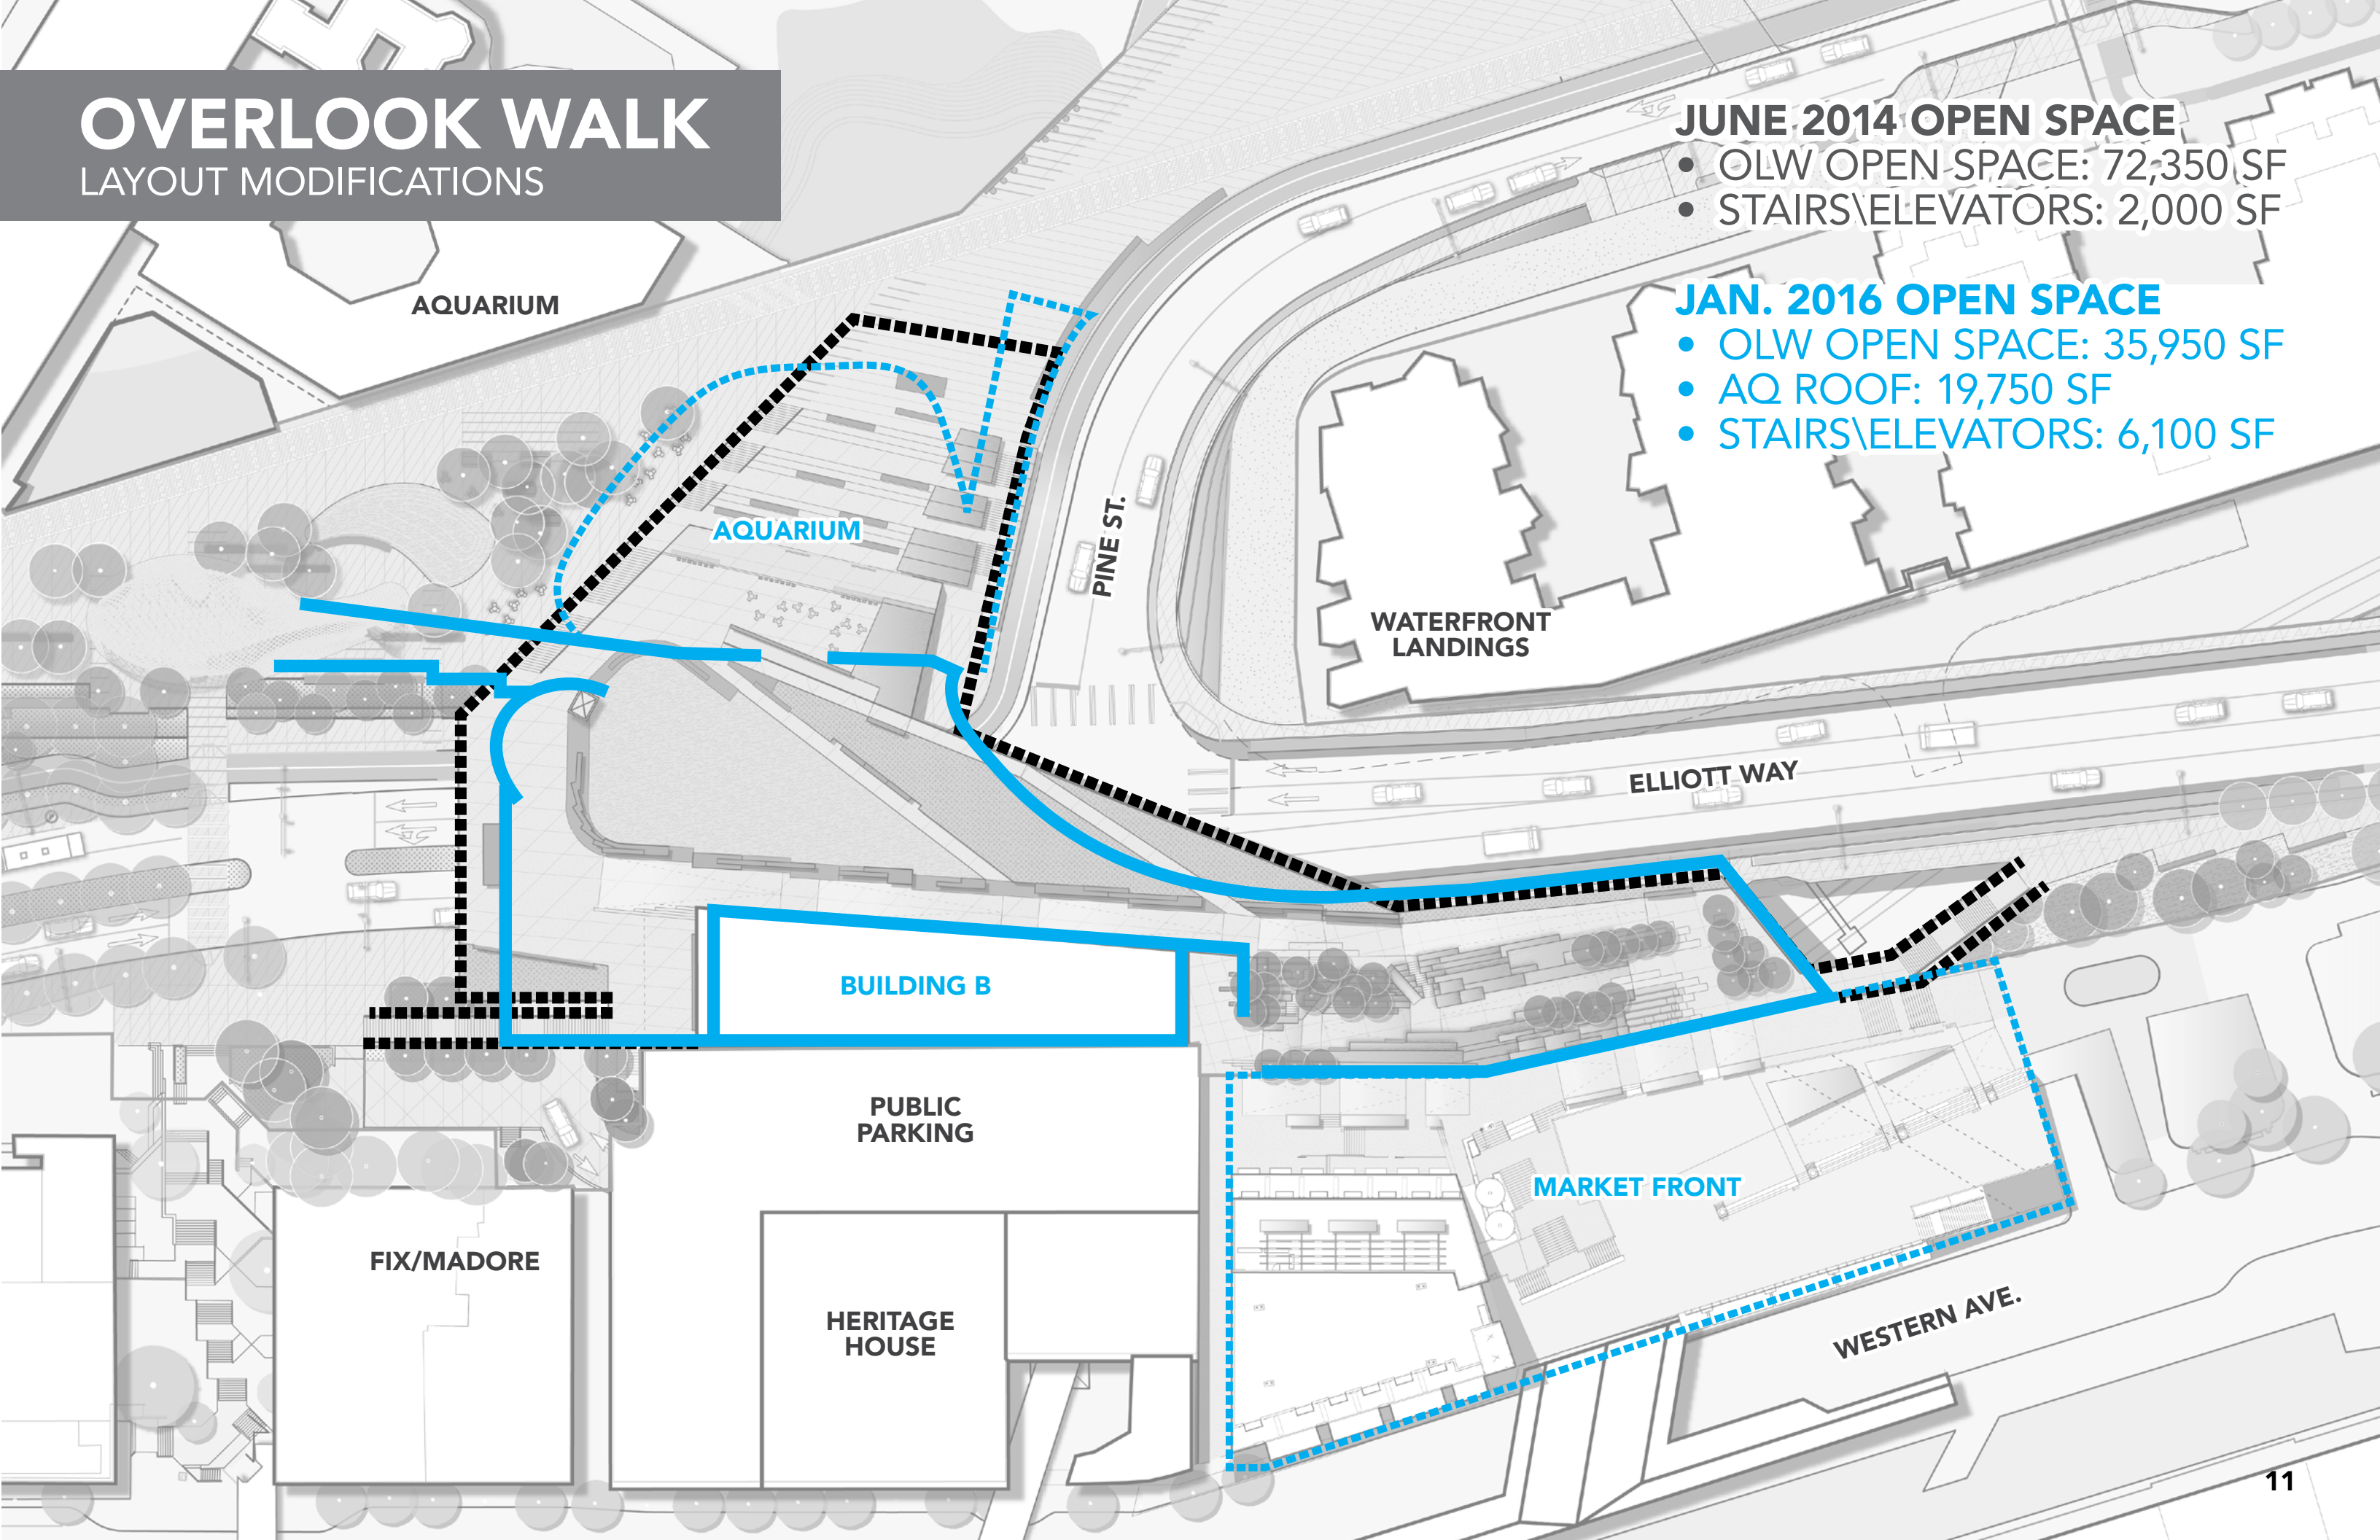 OVERLOOK WALK
LAYOUT MODIFICATIONS
JUNE 2014 OPEN SPACE
• OLW OPEN SPACE: 72,350 SF
• STAIRS\ELEVATORS: 2,000 SF
JAN. 2016 OPEN SPACE
• OLW OPEN SPACE: 35,950 SF
• AQ ROOF: 19,750 SF
• STAIRS\ELEVATORS: 6,100 SF
AQUARIUM
AQUARIUM
PINE ST.
WATERFRONT
LANDINGS
ELLIOTT WAY
BUILDING B
PUBLIC
PARKING
MARKET FRONT
FIX/MADORE
HERITAGE
HOUSE
WESTERN AVE.
11